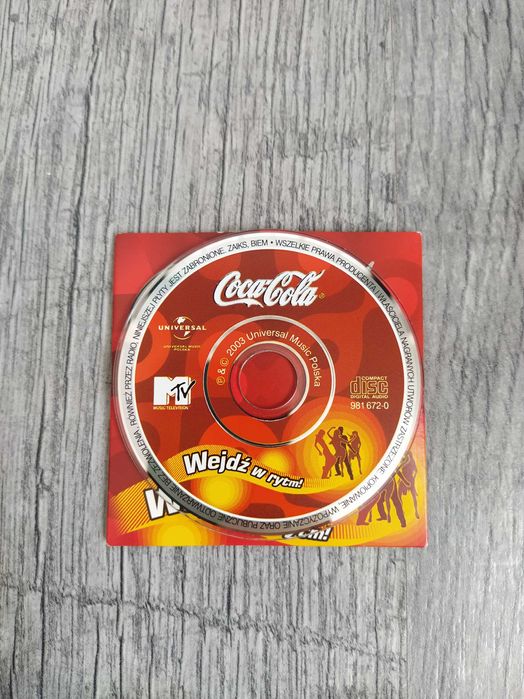 WSZELKIE PRAWA PRODUCENTA I WŁAŚCICIELA NAGRANYCH UTWORÓW ZASTRZEŻONE. KOPIOWANIE, WYPOŻYCZANIE ORAZ PUBLICZNE ODTWARZANIE BEZ ZEZWOLENIA, RÓWNIEŻ PRZEZ RADIO, NINIEJSZEJ PŁYTY JEST ZABRONIONE. ZAIKS, BIEM •
Coca-Cola®
UNIVERSAL
UNIVERSAL MUSIC
POLSKA
℗ & © 2003 Universal Music Polska
MTV
MUSIC TELEVISION
COMPACT
disc
DIGITAL AUDIO
981 672-0
Wejdź w rytm!
W
rytm!